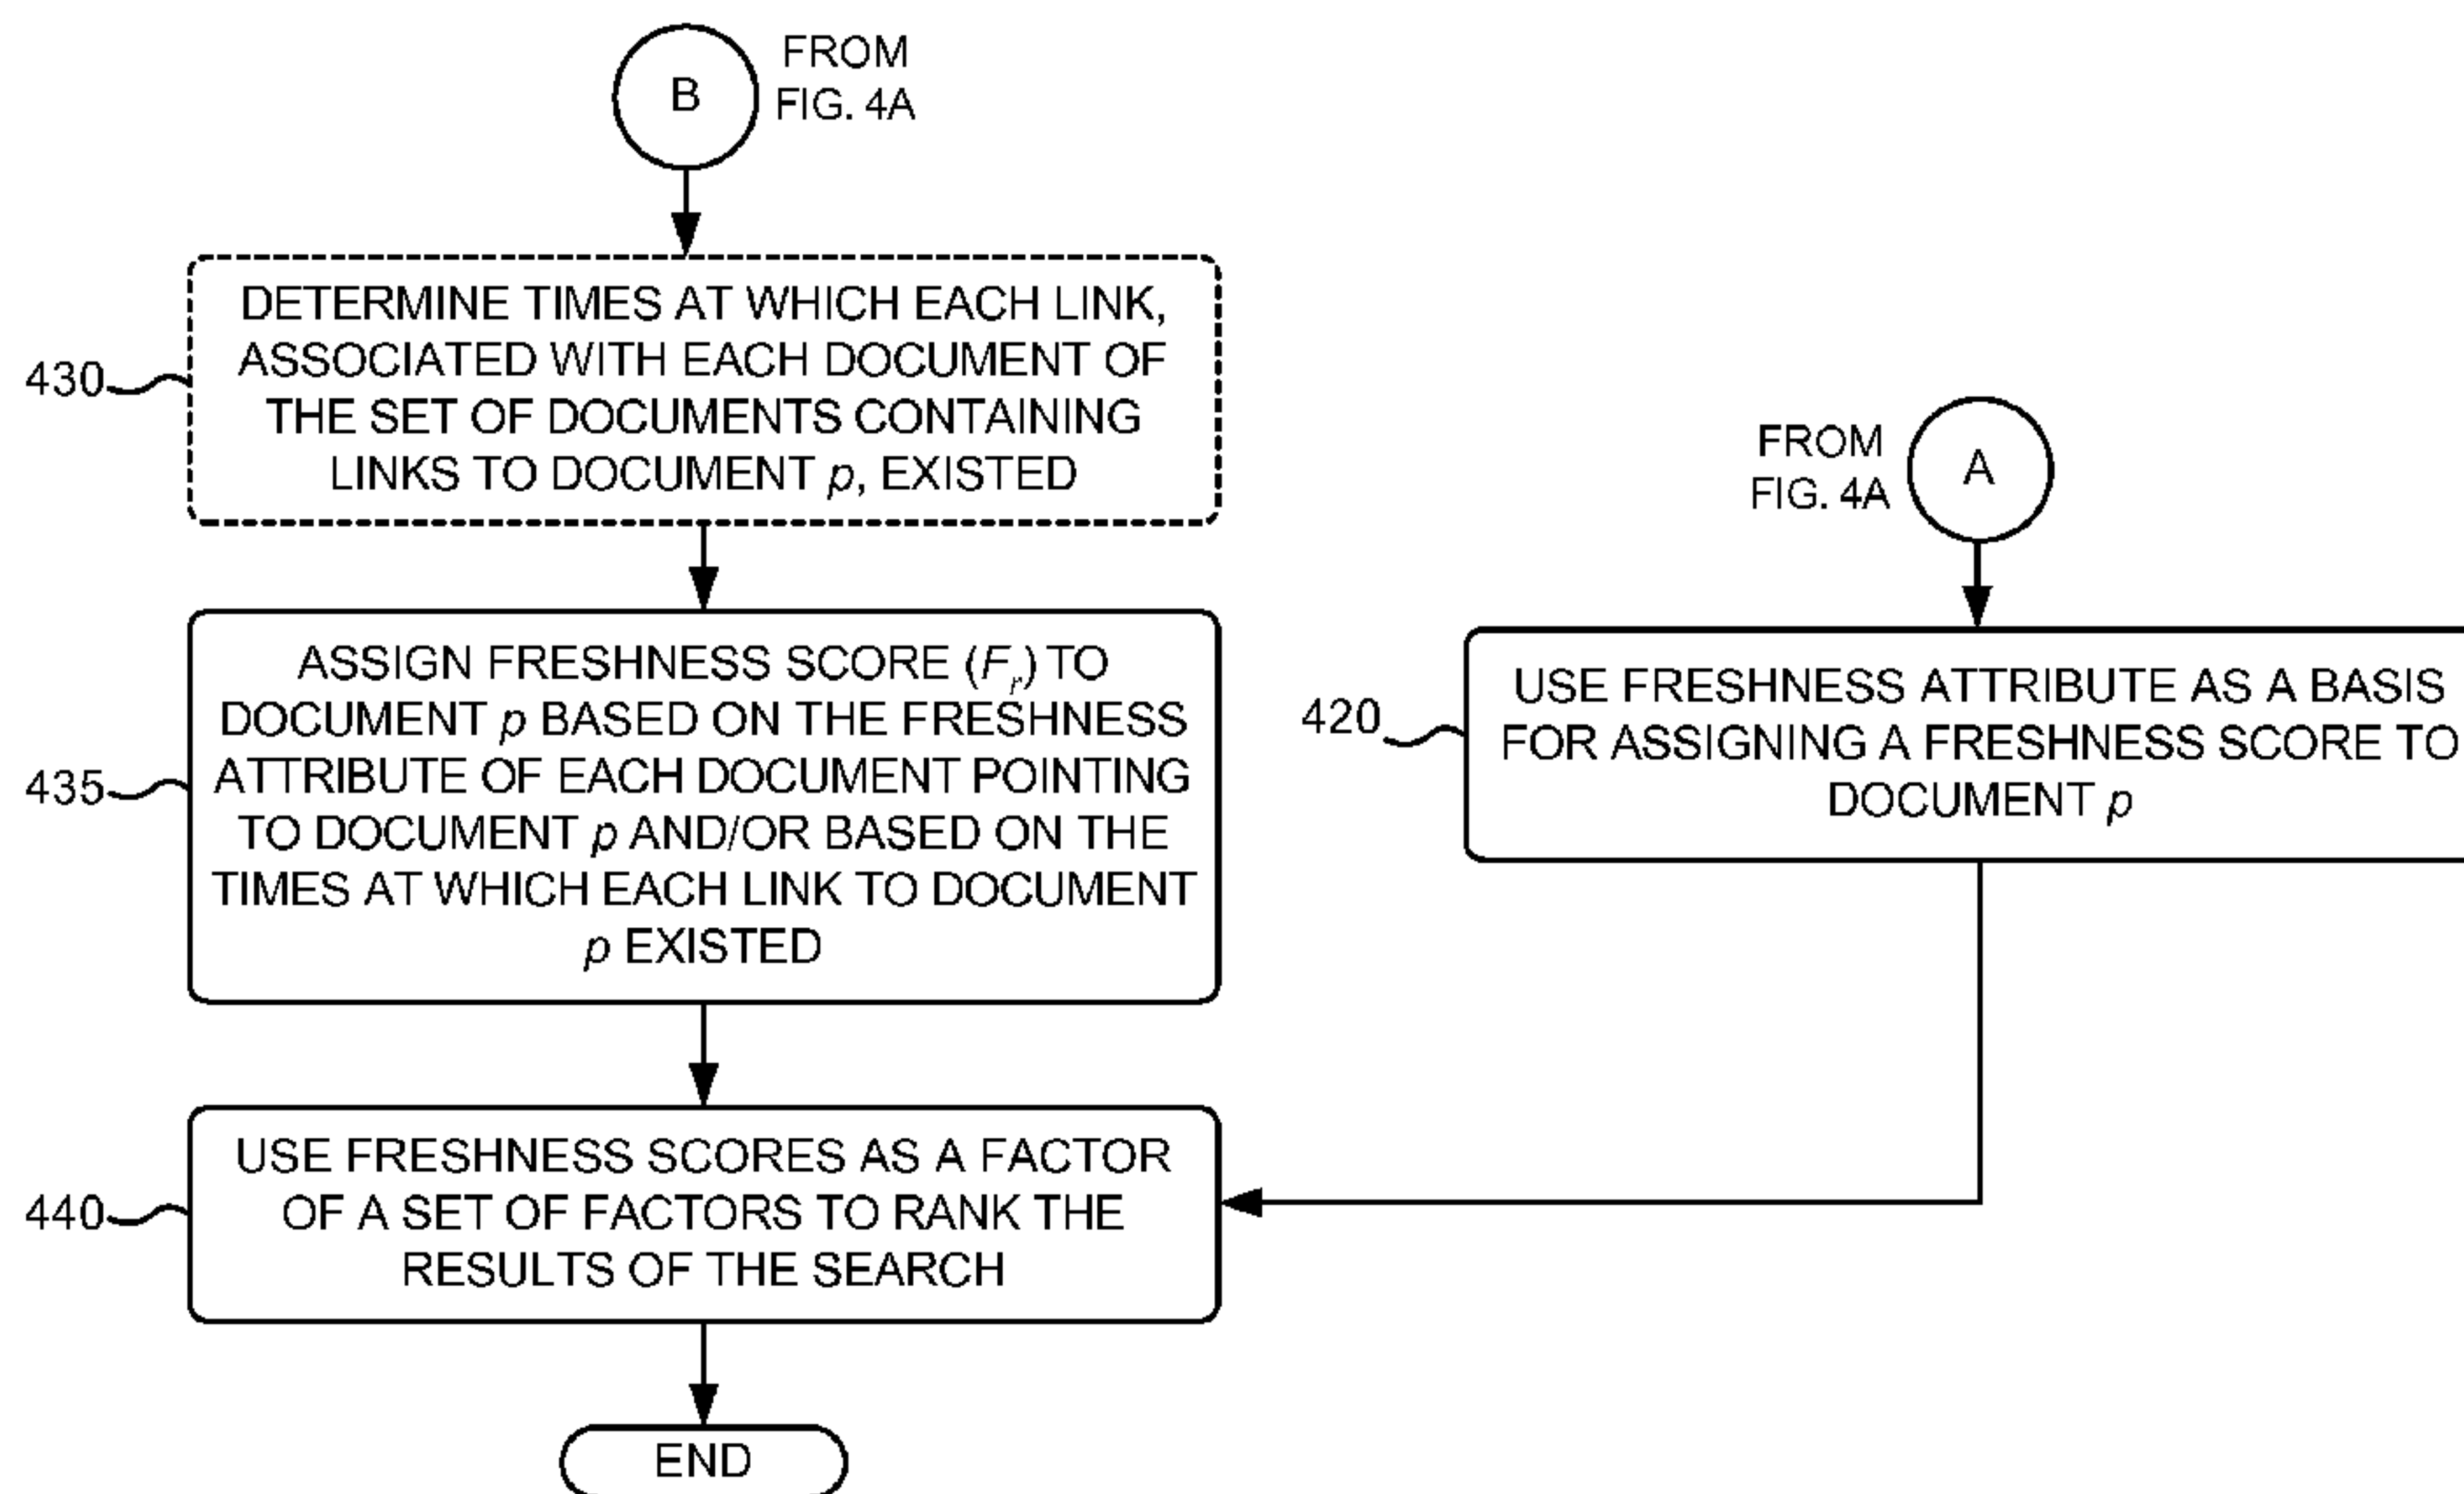 B
FROM
FIG. 4A
430
DETERMINE TIMES AT WHICH EACH LINK,
ASSOCIATED WITH EACH DOCUMENT OF
THE SET OF DOCUMENTS CONTAINING
LINKS TO DOCUMENT p, EXISTED
FROM
FIG. 4A
A
435
ASSIGN FRESHNESS SCORE (Fr) TO
DOCUMENT p BASED ON THE FRESHNESS
ATTRIBUTE OF EACH DOCUMENT POINTING
TO DOCUMENT p AND/OR BASED ON THE
TIMES AT WHICH EACH LINK TO DOCUMENT
p EXISTED
420
USE FRESHNESS ATTRIBUTE AS A BASIS
FOR ASSIGNING A FRESHNESS SCORE TO
DOCUMENT p
440
USE FRESHNESS SCORES AS A FACTOR
OF A SET OF FACTORS TO RANK THE
RESULTS OF THE SEARCH
END